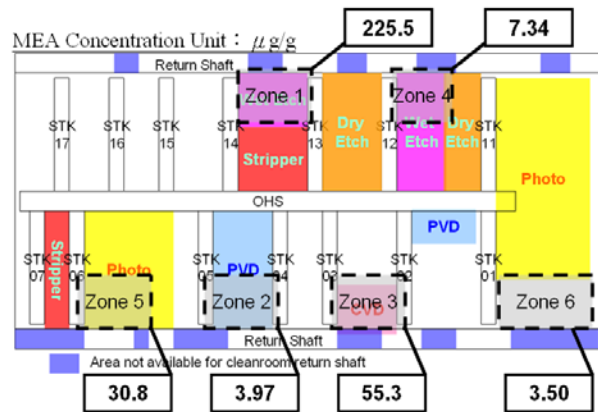 225.5
7.34
MEA Concentration Unit： μg/g
Return Shaft
Zone 1
Zone 4
Wet Etch
STK 17
STK 16
STK 15
STK 14
Stripper
STK 13
Dry Etch
STK 12
Wet Etch
Dry Etch
STK 11
Photo
OHS
STK 07
Stripper
STK 06
Photo
STK 05
PVD
STK 04
STK 03
STK 02
PVD
STK 01
Zone 5
Zone 2
Zone 3
CVD
Zone 6
Return Shaft
Area not available for cleanroom return shaft
30.8
3.97
55.3
3.50